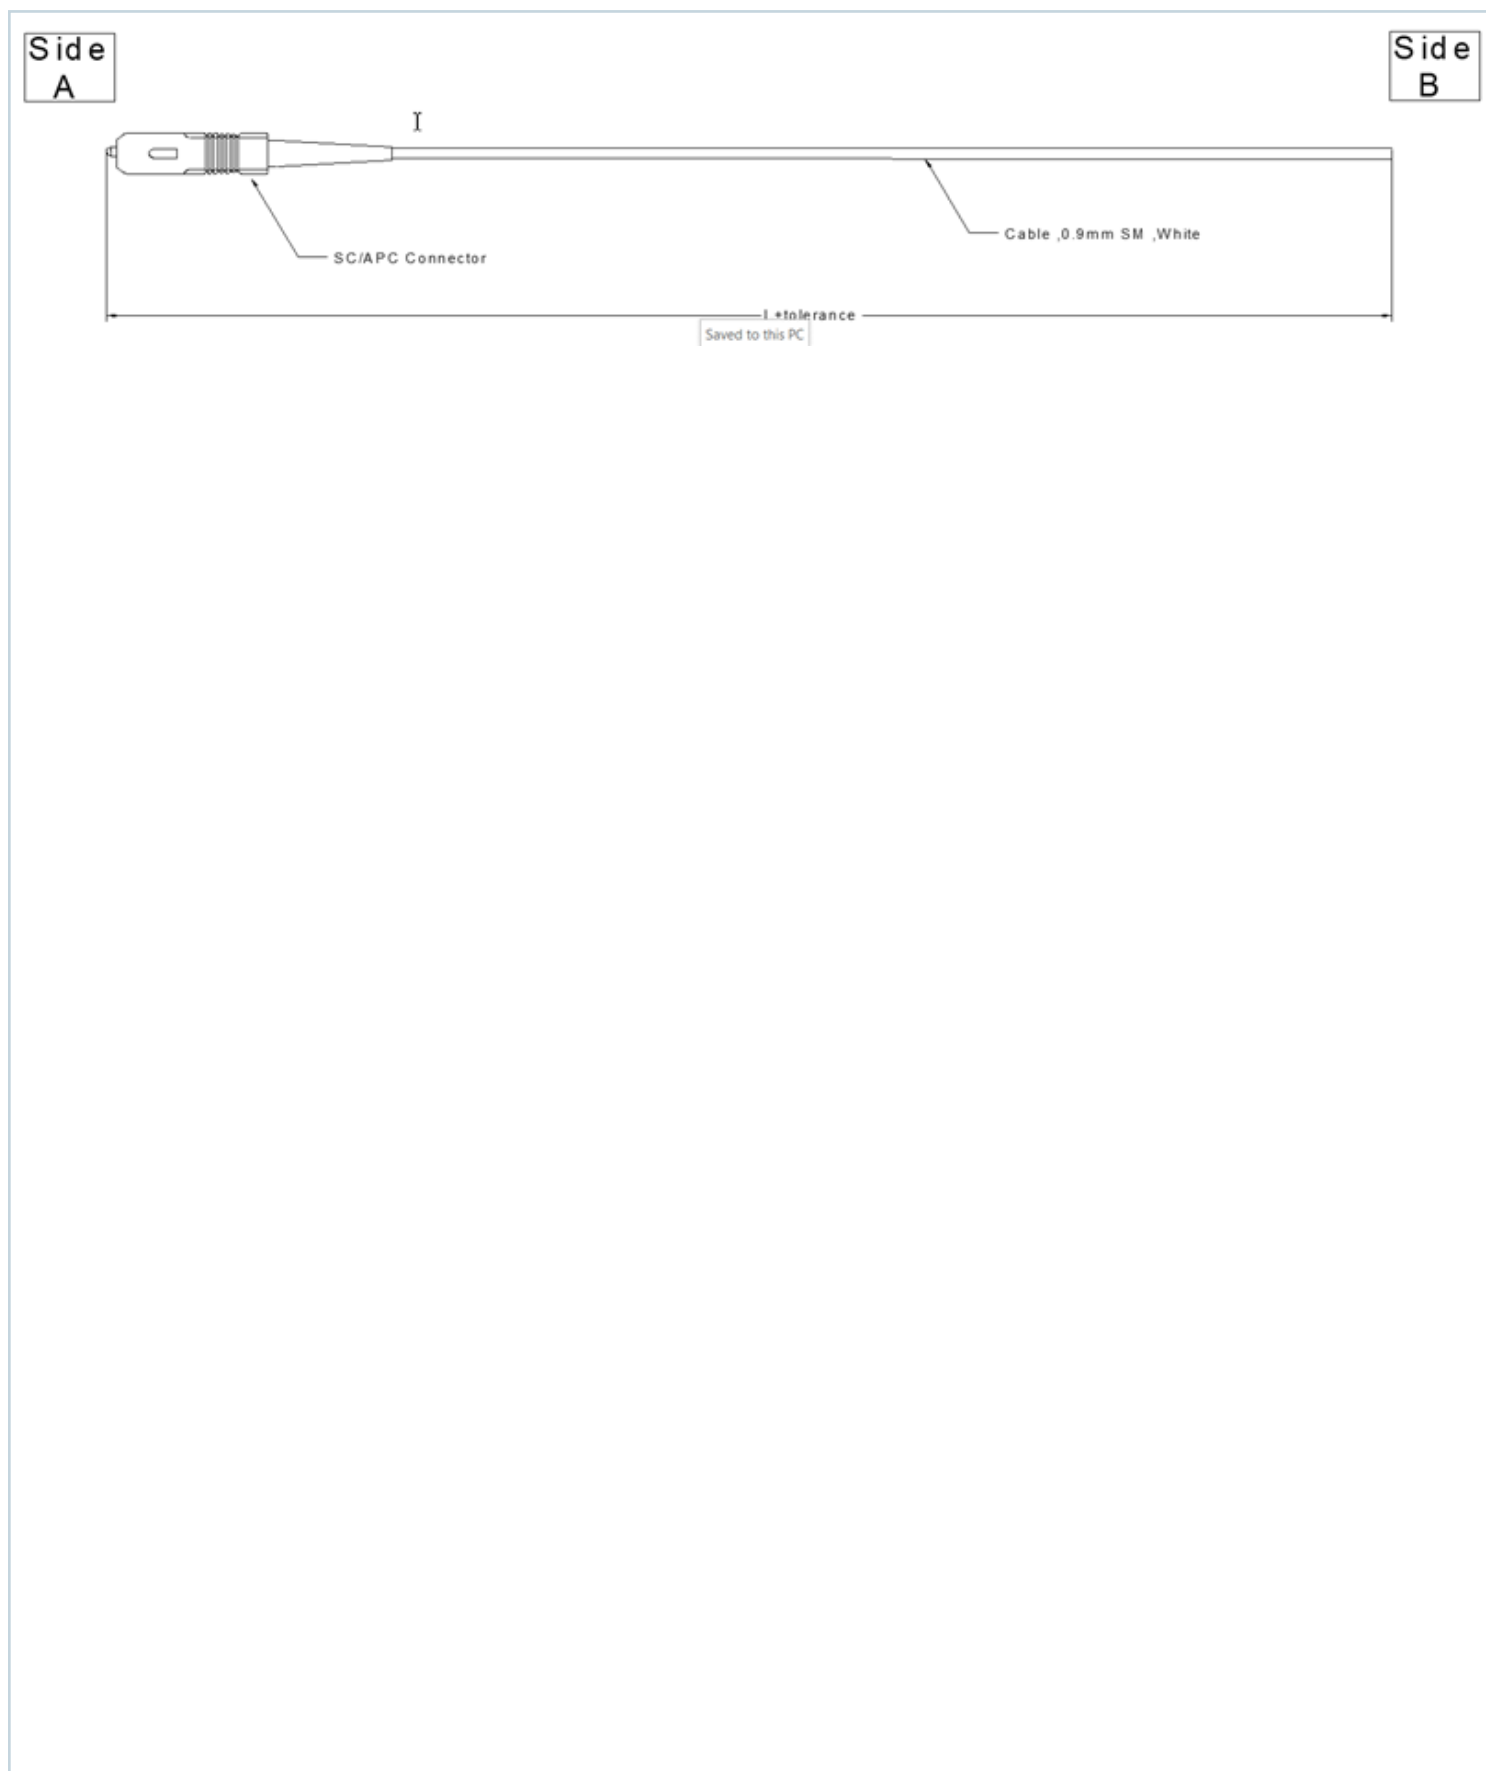 Side
A
Side
B
Cable ,0.9mm SM ,White
SC/APC Connector
L+tolerance
Saved to this PC